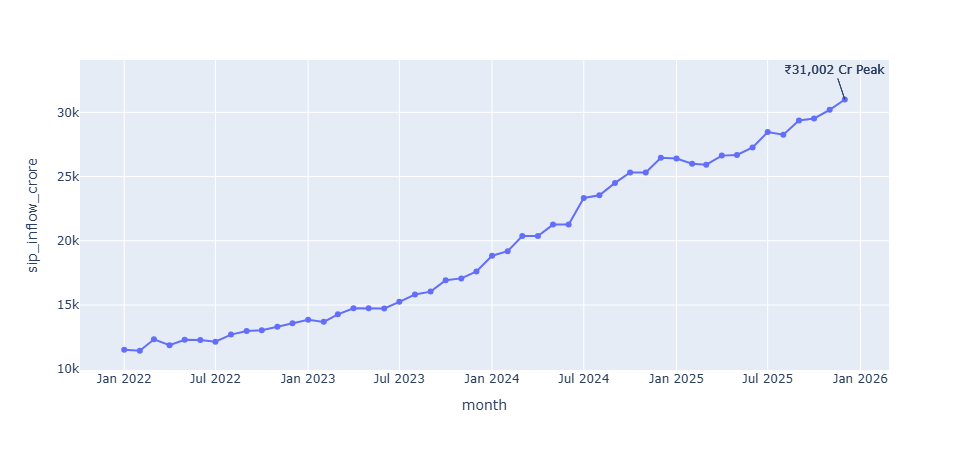 ₹31,002 Cr Peak
30k
25k
20k
15k
10k
sip_inflow_crore
Jan 2022
Jul 2022
Jan 2023
Jul 2023
Jan 2024
Jul 2024
Jan 2025
Jul 2025
Jan 2026
month